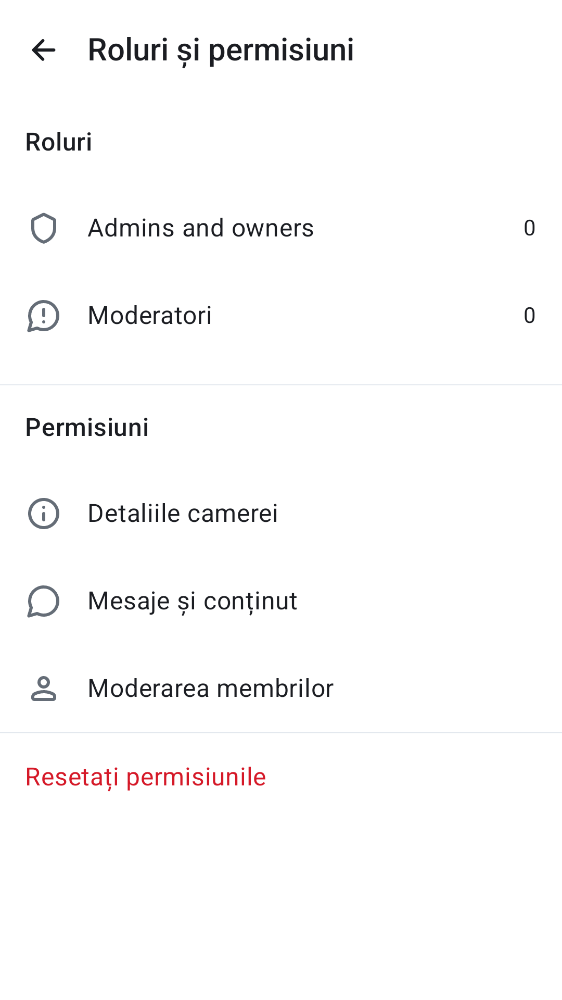 Roluri și permisiuni
Roluri
Admins and owners 0
Moderatori 0
Permisiuni
Detaliile camerei
Mesaje și conținut
Moderarea membrilor
Resetați permisiunile